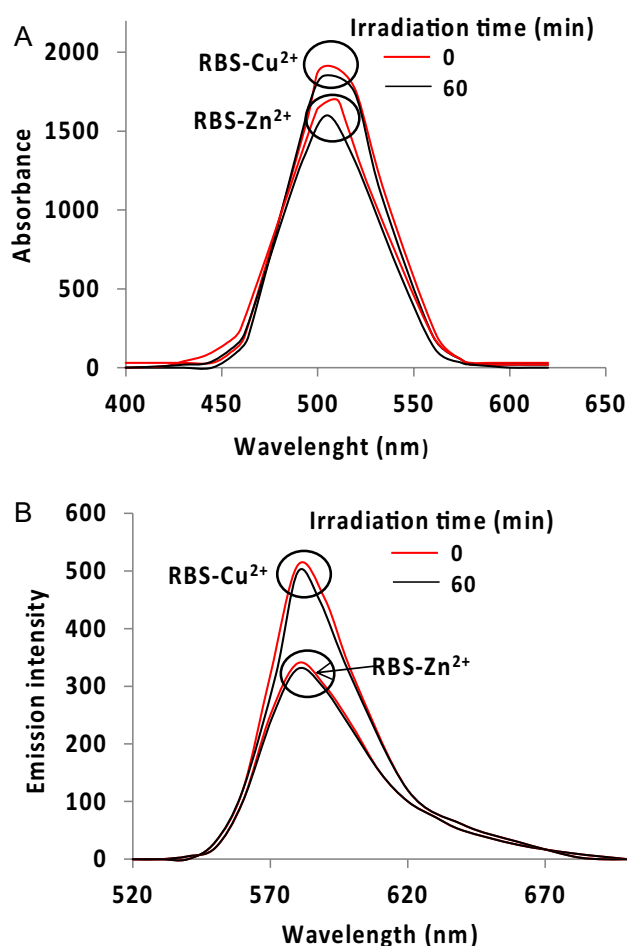 A
Irradiation time (min)
0
60
RBS-Cu²⁺
RBS-Zn²⁺
Absorbance
2000
1500
1000
500
0
400 450 500 550 600 650
Wavelenght (nm)
B
Irradiation time (min)
0
60
RBS-Cu²⁺
RBS-Zn²⁺
Emission intensity
600
500
400
300
200
100
0
520 570 620 670
Wavelength (nm)